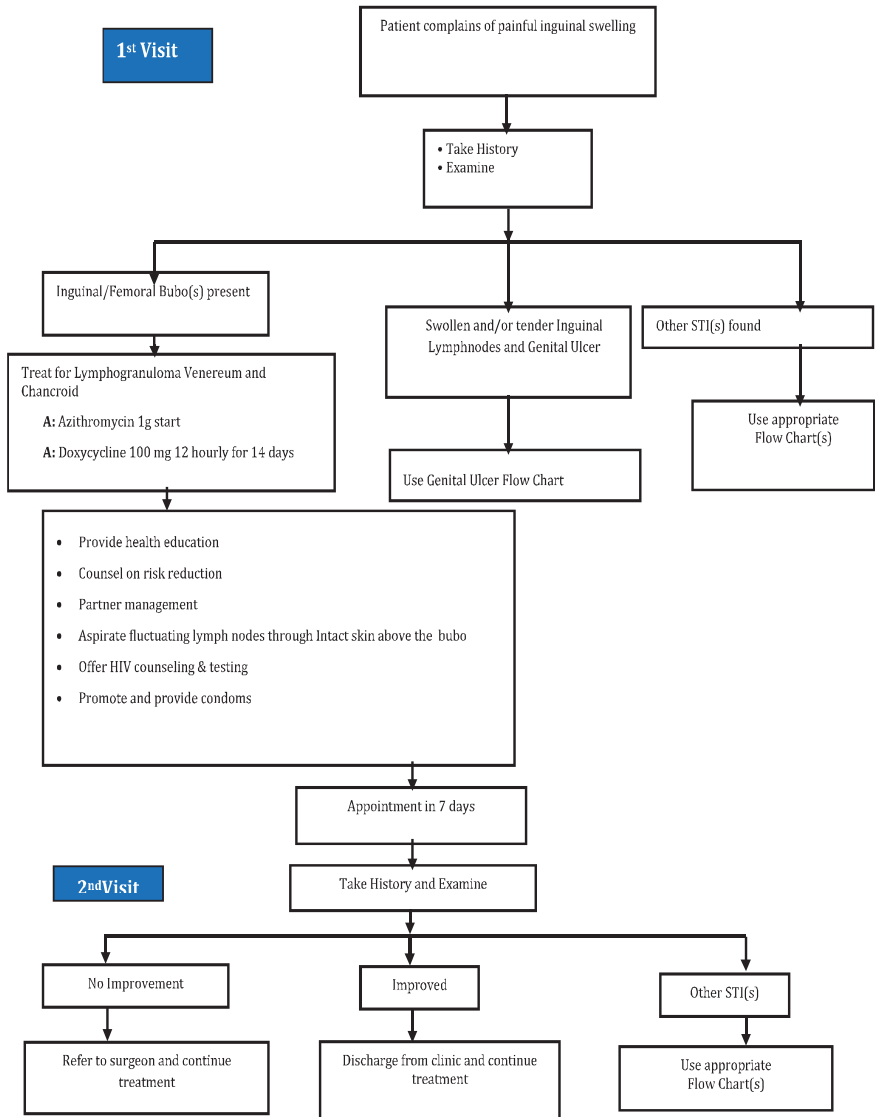 1st Visit
Patient complains of painful inguinal swelling
• Take History
• Examine
Inguinal/Femoral Bubo(s) present
Swollen and/or tender Inguinal
Lymphnodes and Genital Ulcer
Other STI(s) found
Treat for Lymphogranuloma Venereum and
Chancroid
A: Azithromycin 1g start
A: Doxycycline 100 mg 12 hourly for 14 days
Use Genital Ulcer Flow Chart
Use appropriate
Flow Chart(s)
• Provide health education
• Counsel on risk reduction
• Partner management
• Aspirate fluctuating lymph nodes through Intact skin above the bubo
• Offer HIV counseling & testing
• Promote and provide condoms
Appointment in 7 days
2ndVisit
Take History and Examine
No Improvement
Improved
Other STI(s)
Refer to surgeon and continue
treatment
Discharge from clinic and continue
treatment
Use appropriate
Flow Chart(s)